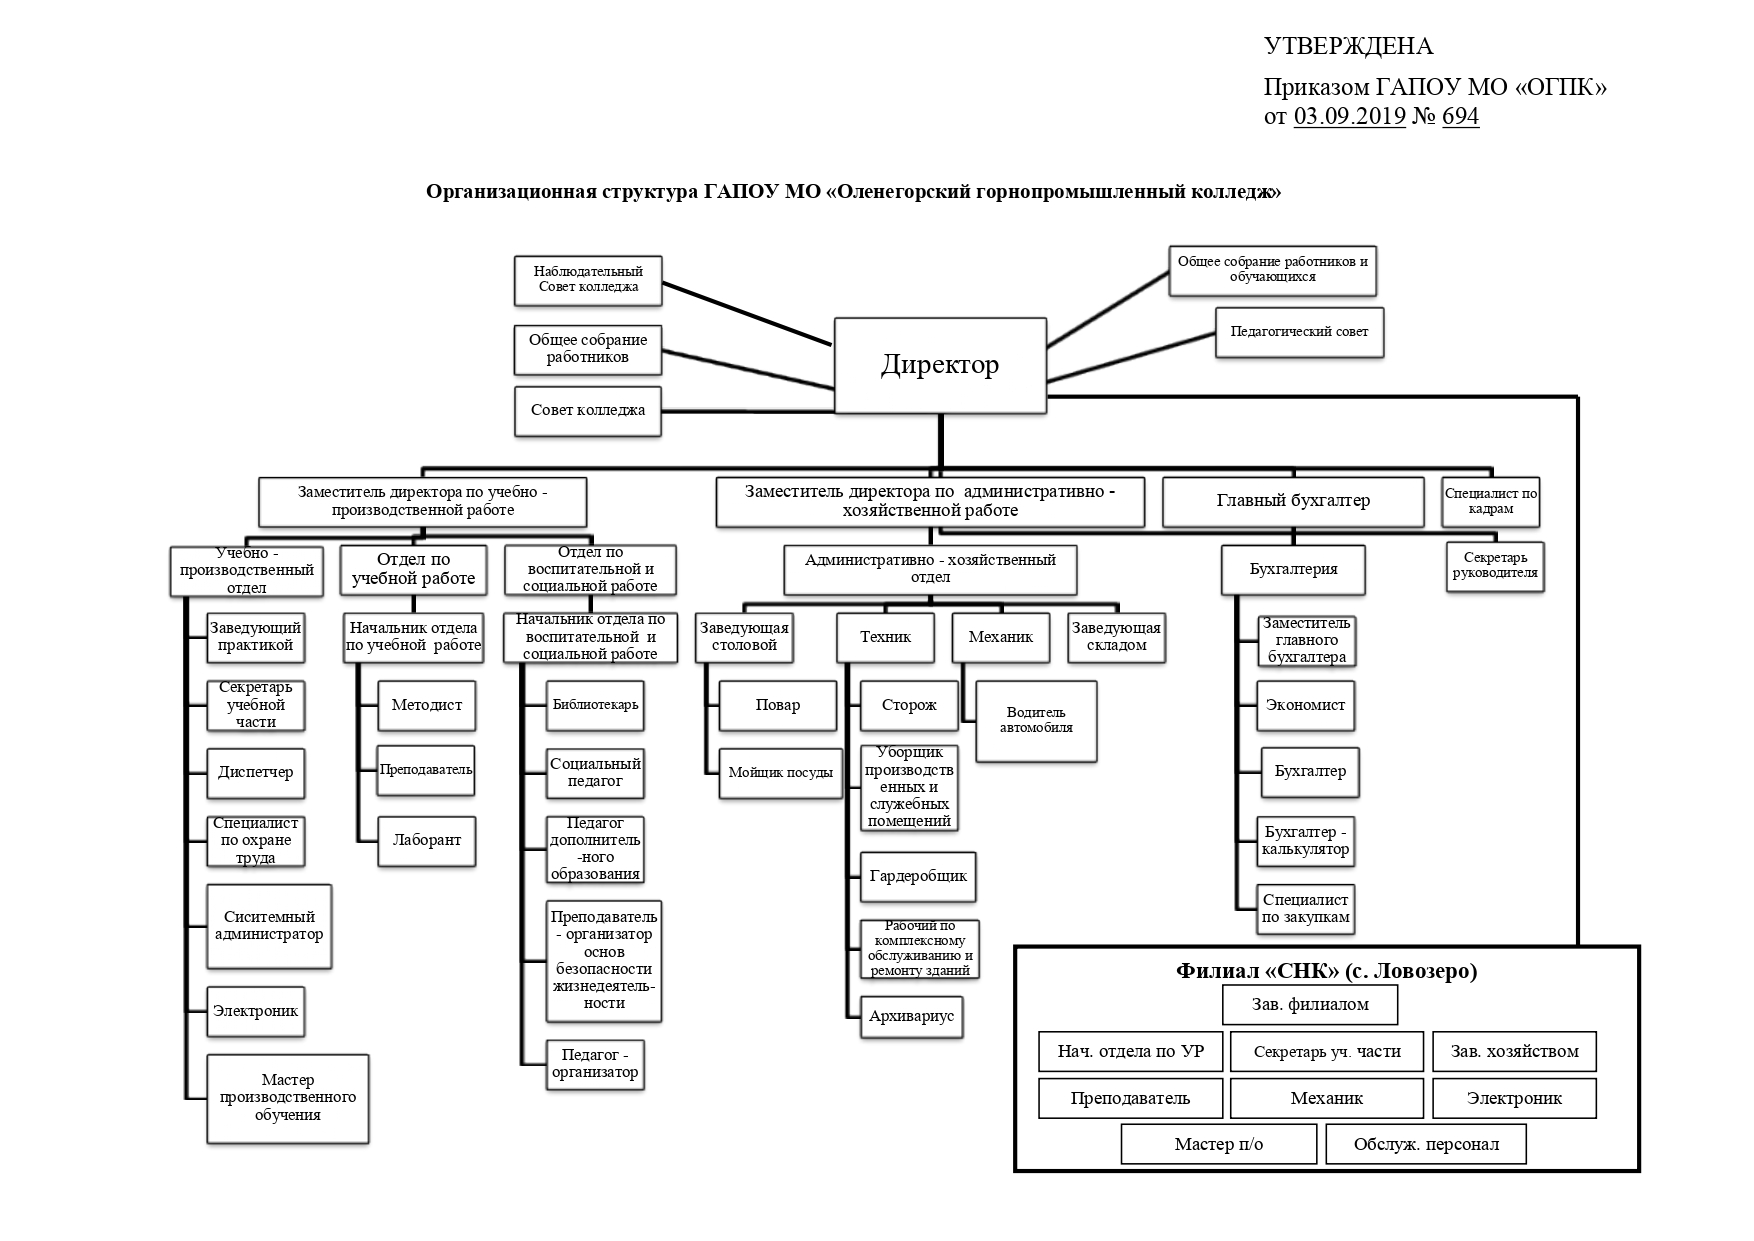 УТВЕРЖДЕНА
Приказом ГАПОУ МО «ОГПК»
от 03.09.2019 № 694
Организационная структура ГАПОУ МО «Оленегорский горнопромышленный колледж»
Наблюдательный
Совет колледжа
Общее собрание
работников
Совет колледжа
Директор
Общее собрание работников и
обучающихся
Педагогический совет
Заместитель директора по учебно -
производственной работе
Заместитель директора по  административно -
хозяйственной работе
Главный бухгалтер
Специалист по
кадрам
Секретарь
руководителя
Учебно -
производственный
отдел
Отдел по
учебной работе
Отдел по
воспитательной и
социальной работе
Административно - хозяйственный
отдел
Бухгалтерия
Заведующий
практикой
Секретарь
учебной
части
Диспетчер
Специалист
по охране
труда
Сиситемный
администратор
Электроник
Мастер
производственного
обучения
Начальник отдела
по учебной  работе
Методист
Преподаватель
Лаборант
Начальник отдела по
воспитательной  и
социальной работе
Библиотекарь
Социальный
педагог
Педагог
дополнитель
-ного
образования
Преподаватель
- организатор
основ
безопасности
жизнедеятель-
ности
Педагог -
организатор
Заведующая
столовой
Повар
Мойщик посуды
Техник
Сторож
Уборщик
производств
енных и
служебных
помещений
Гардеробщик
Рабочий по
комплексному
обслуживанию и
ремонту зданий
Архивариус
Механик
Водитель
автомобиля
Заведующая
складом
Заместитель
главного
бухгалтера
Экономист
Бухгалтер
Бухгалтер -
калькулятор
Специалист
по закупкам
Филиал «СНК» (с. Ловозеро)
Зав. филиалом
Нач. отдела по УР
Секретарь уч. части
Зав. хозяйством
Преподаватель
Механик
Электроник
Мастер п/о
Обслуж. персонал